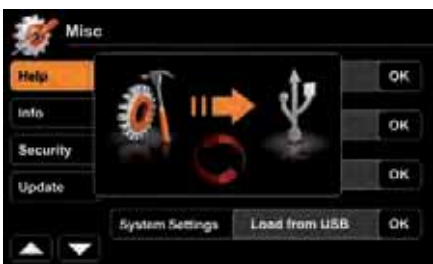 Misc
Help
OK
Info
OK
Security
OK
Update
System Settings Load from USB OK